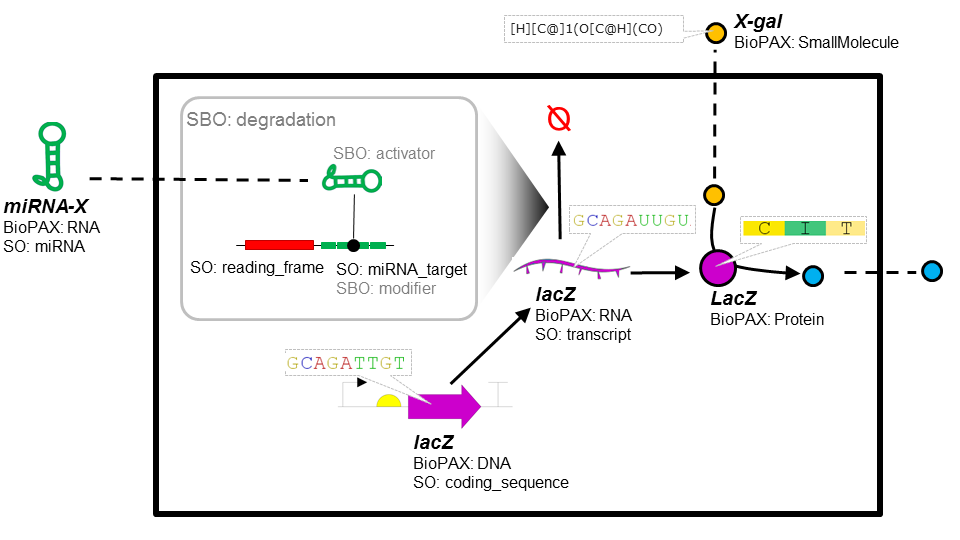 [H][C@]1(O[C@H](CO)
X-gal
BioPAX: SmallMolecule
SBO: degradation
SBO: activator
miRNA-X
BioPAX: RNA
SO: miRNA
SO: reading_frame
SO: miRNA_target
SBO: modifier
GCAGAUUGU
C I T
lacZ
BioPAX: RNA
SO: transcript
LacZ
BioPAX: Protein
GCAGATTGT
lacZ
BioPAX: DNA
SO: coding_sequence